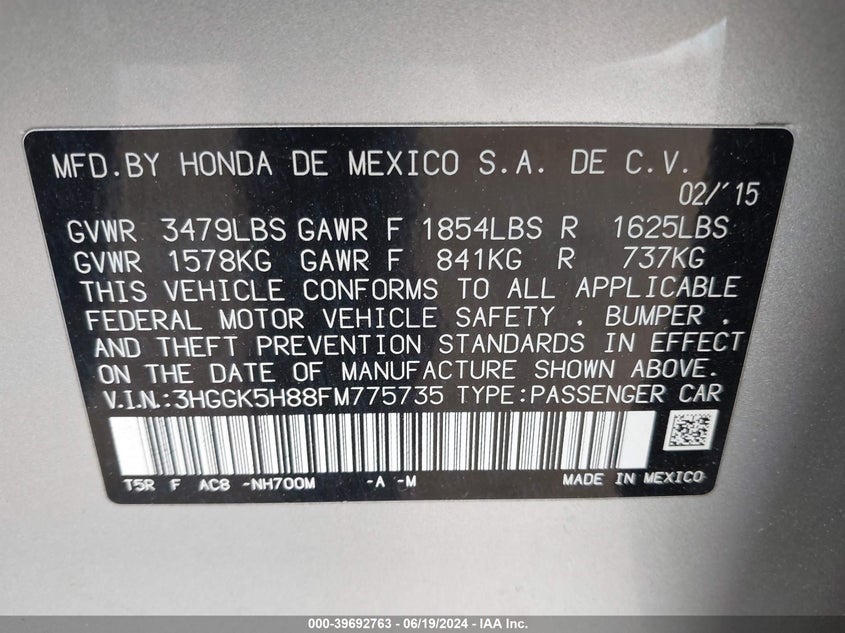 MFD.BY HONDA DE MEXICO S.A. DE C.V.
02/'15
GVWR 3479LBS GAWR F 1854LBS R 1625LBS
GVWR 1578KG GAWR F 841KG R 737KG
THIS VEHICLE CONFORMS TO ALL APPLICABLE
FEDERAL MOTOR VEHICLE SAFETY . BUMPER .
AND THEFT PREVENTION STANDARDS IN EFFECT
ON THE DATE OF MANUFACTURE SHOWN ABOVE.
V.I.N.:3HGGK5H88FM775735 TYPE:PASSENGER CAR
T5R F AC8 -NH700M -A -M MADE IN MEXICO
000-39692763 - 06/19/2024 - IAA Inc.